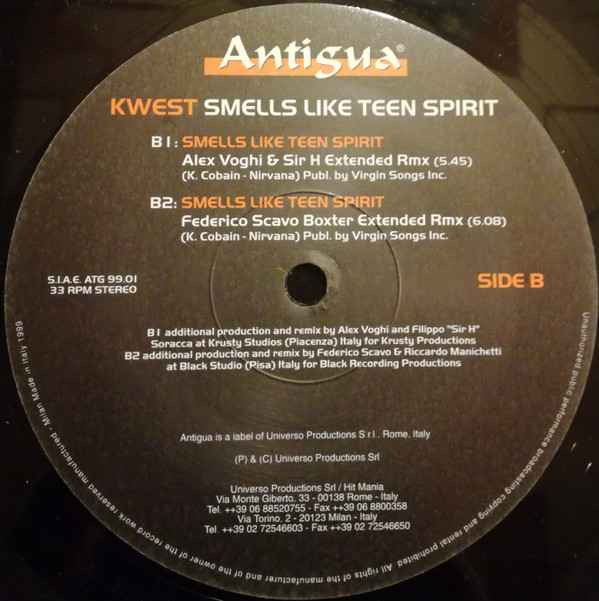 Antigua®
KWEST SMELLS LIKE TEEN SPIRIT
B1: SMELLS LIKE TEEN SPIRIT
Alex Voghi & Sir H Extended Rmx (5.45)
(K. Cobain - Nirvana) Publ. by Virgin Songs Inc.
B2: SMELLS LIKE TEEN SPIRIT
Federico Scavo Boxter Extended Rmx (6.08)
(K. Cobain - Nirvana) Publ. by Virgin Songs Inc.
S.I.A.E. ATG 99.01
33 RPM STEREO
SIDE B
B1 additional production and remix by Alex Voghi and Filippo "Sir H"
Soracca at Krusty Studios (Piacenza) Italy for Krusty Productions
B2 additional production and remix by Federico Scavo & Riccardo Manichetti
at Black Studio (Pisa) Italy for Black Recording Productions
Antigua is a label of Universo Productions S.r.l., Rome, Italy
(P) & (C) Universo Productions Srl
Universo Productions Srl / Hit Mania
Via Monte Giberto, 33 - 00138 Rome - Italy
Tel. ++39 06 88520755 - Fax ++39 06 8800358
Via Torino, 2 - 20123 Milan - Italy
Tel. ++39 02 72546603 - Fax ++39 02 72546650
Unauthorized public performance broadcasting copying and rental prohibited. All rights of the manufacturer and of the owner of the record work reserved manufactured. Milan Made in Italy 1999